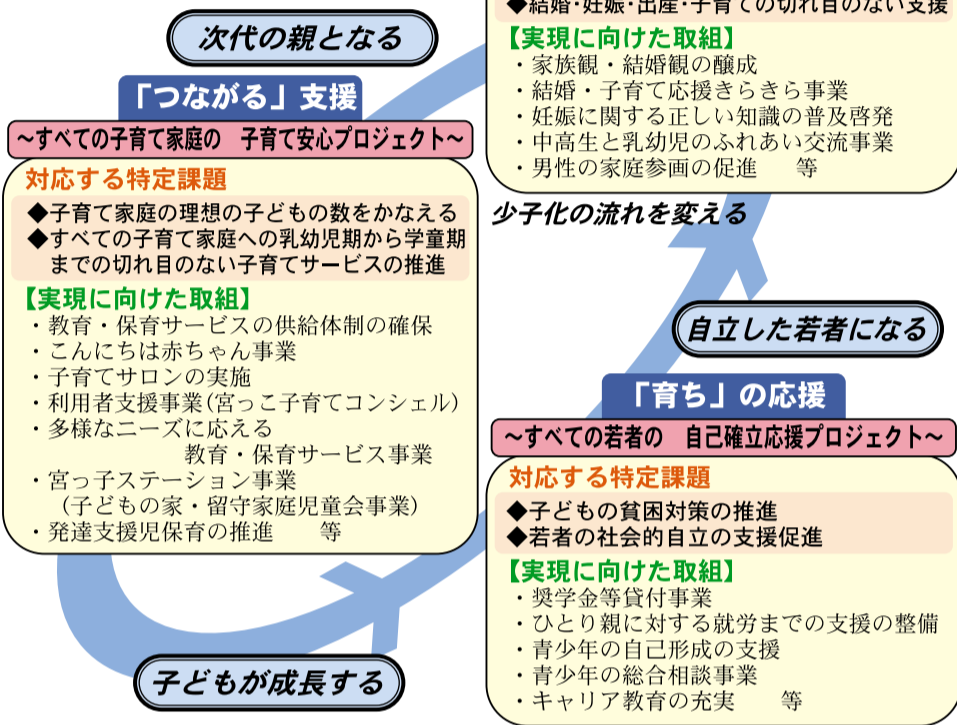 ◆結婚・妊娠・出産・子育ての切れ目のない支援
【実現に向けた取組】
・家族観・結婚観の醸成
・結婚・子育て応援きらきら事業
・妊娠に関する正しい知識の普及啓発
・中高生と乳幼児のふれあい交流事業
・男性の家庭参画の促進　等
次代の親となる
「つながる」支援
～すべての子育て家庭の　子育て安心プロジェクト～
対応する特定課題
◆子育て家庭の理想の子どもの数をかなえる
◆すべての子育て家庭への乳幼児期から学童期
までの切れ目のない子育てサービスの推進
【実現に向けた取組】
・教育・保育サービスの供給体制の確保
・こんにちは赤ちゃん事業
・子育てサロンの実施
・利用者支援事業(宮っこ子育てコンシェル)
・多様なニーズに応える
教育・保育サービス事業
・宮っ子ステーション事業
(子どもの家・留守家庭児童会事業)
・発達支援児保育の推進　等
少子化の流れを変える
自立した若者になる
「育ち」の応援
～すべての若者の　自己確立応援プロジェクト～
対応する特定課題
◆子どもの貧困対策の推進
◆若者の社会的自立の支援促進
【実現に向けた取組】
・奨学金等貸付事業
・ひとり親に対する就労までの支援の整備
・青少年の自己形成の支援
・青少年の総合相談事業
・キャリア教育の充実　等
子どもが成長する